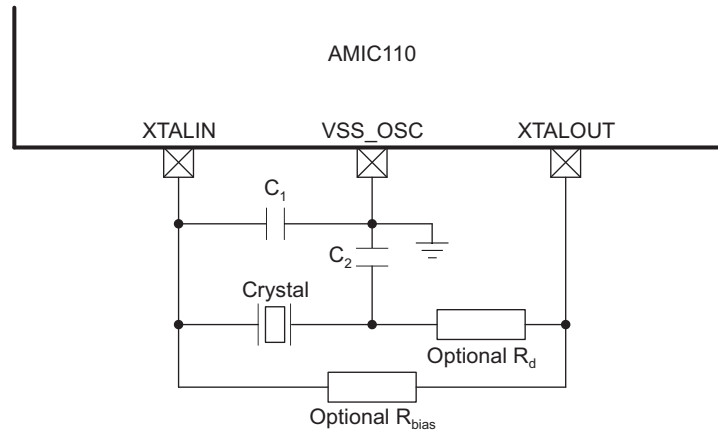 AMIC110
XTALIN
VSS_OSC
XTALOUT
C1
C2
Crystal
Optional Rd
Optional Rbias